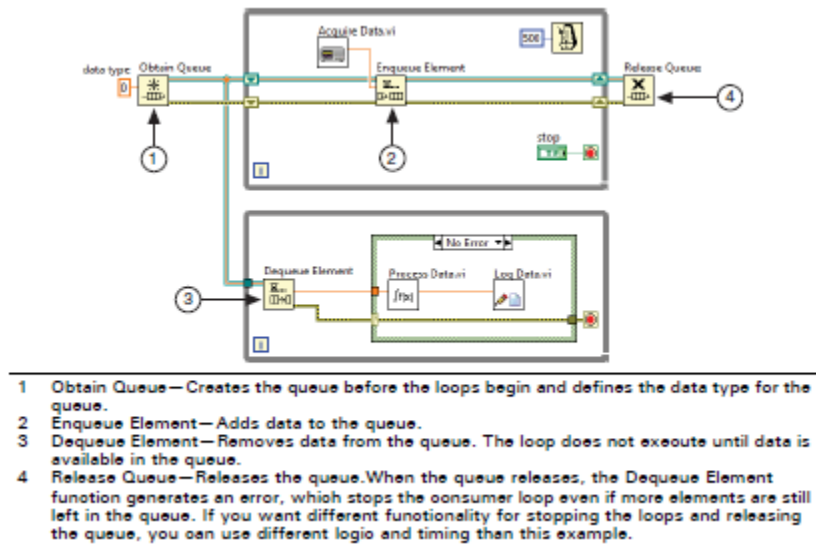 Acquire Data.vi
500
data type
Obtain Queue
Enqueue Element
Release Queue
0
1
2
4
stop
TF
i
No Error
Dequeue Element
Process Data.vi
Log Data.vi
f(x)
3
i
1 Obtain Queue—Creates the queue before the loops begin and defines the data type for the
queue.
2 Enqueue Element—Adds data to the queue.
3 Dequeue Element—Removes data from the queue. The loop does not execute until data is
available in the queue.
4 Release Queue—Releases the queue.When the queue releases, the Dequeue Element
function generates an error, which stops the consumer loop even if more elements are still
left in the queue. If you want different functionality for stopping the loops and releasing
the queue, you can use different logic and timing than this example.